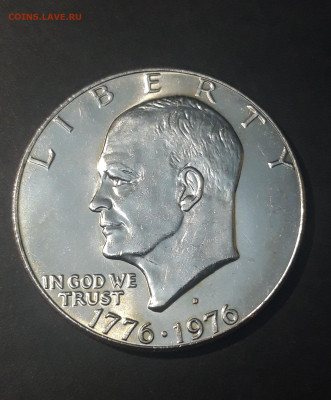 COINS.LAVE.RU
LIBERTY
IN GOD WE
TRUST
D
1776·1976